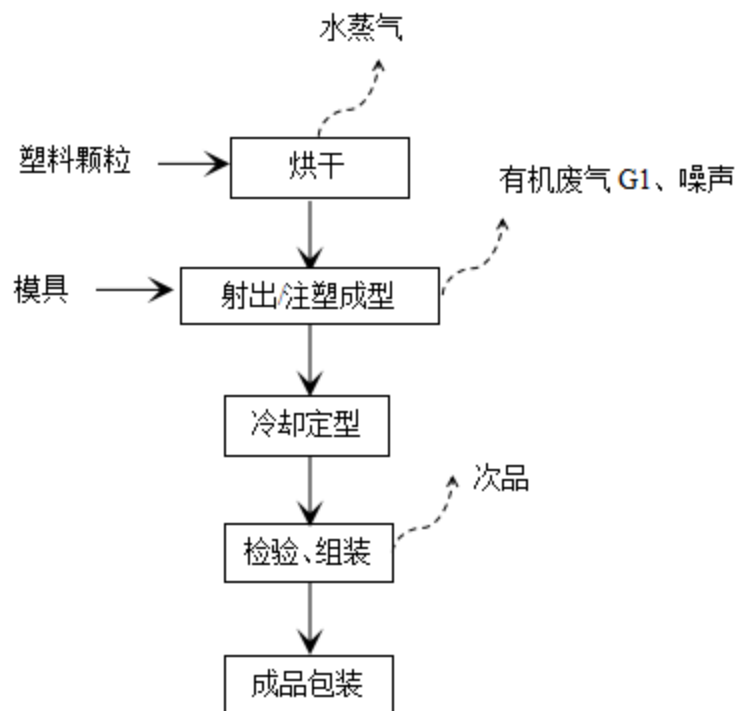 水蒸气
塑料颗粒
烘干
有机废气 G1、噪声
模具
射出/注塑成型
冷却定型
次品
检验、组装
成品包装